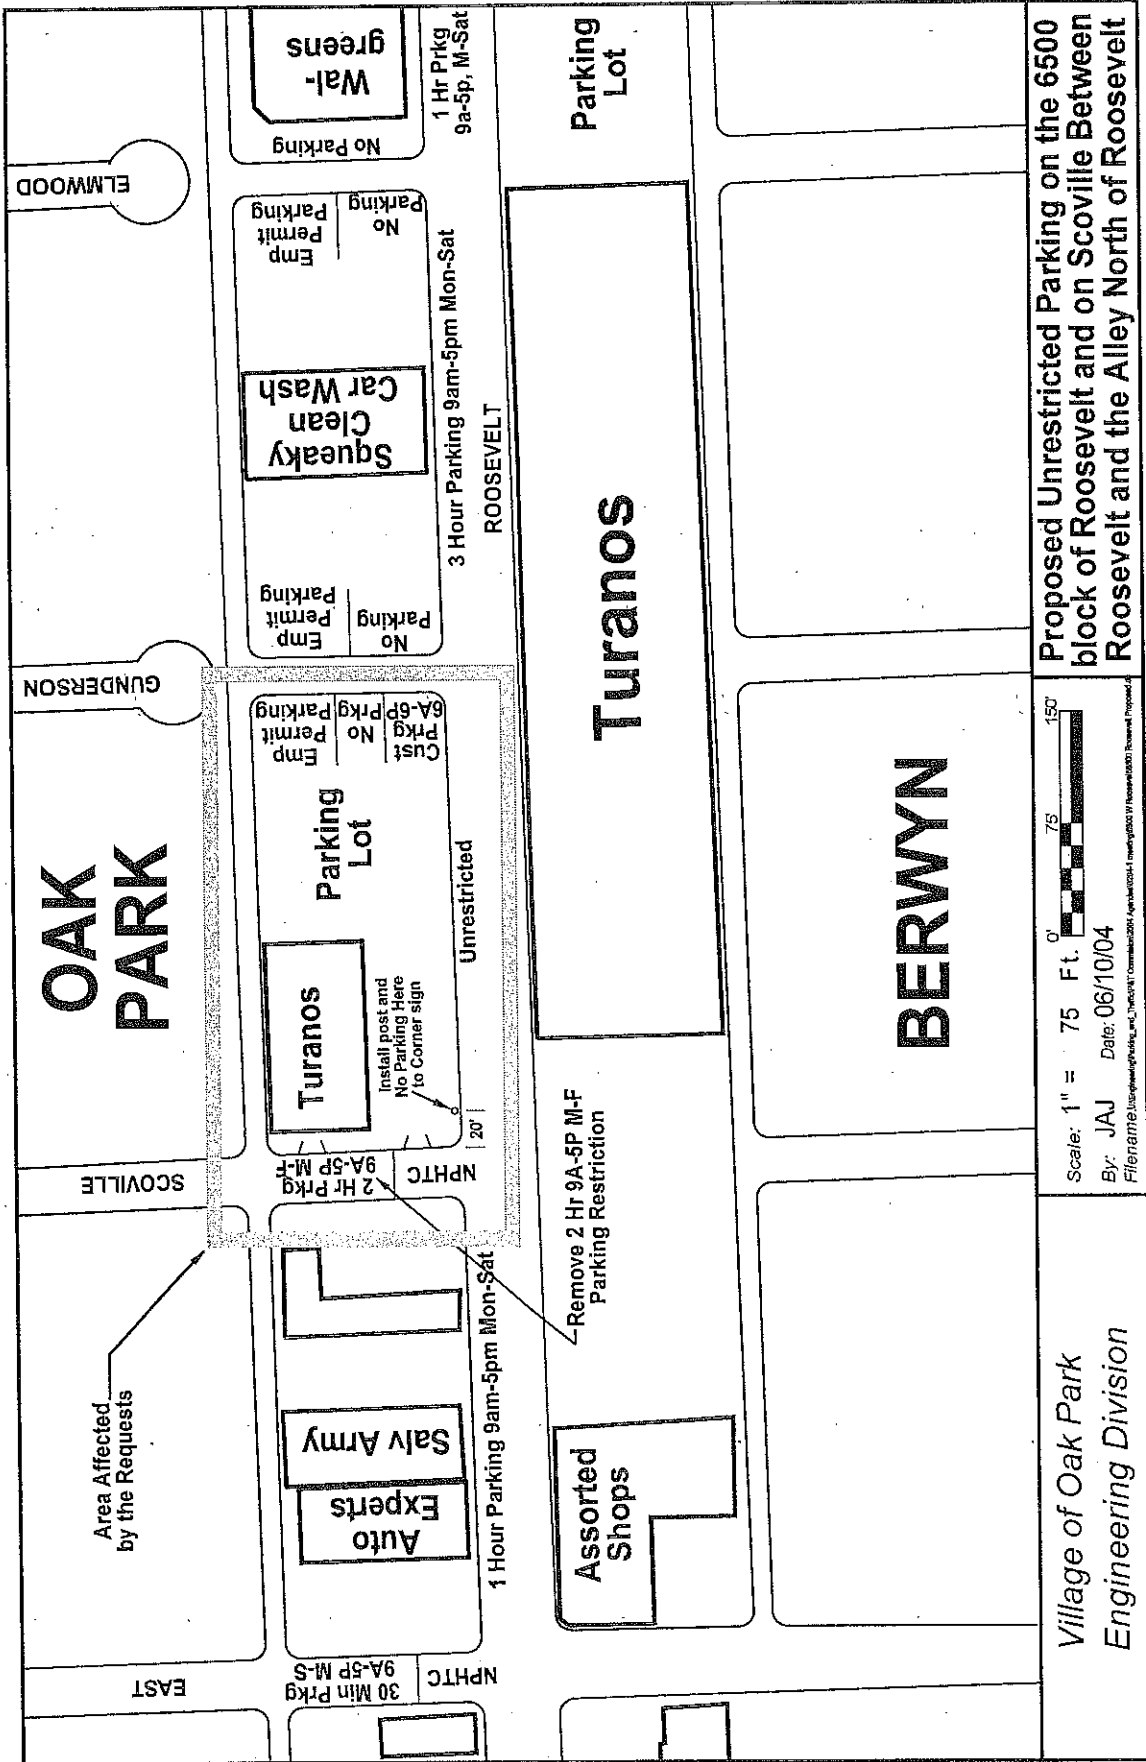 OAK
PARK
Area Affected
by the Requests
EAST
SCOVILLE
GUNDERSON
ELMWOOD
30 Min Prkg
9A-5P M-S
NPHTC
Auto
Experts
Salv Army
1 Hour Parking 9am-5pm Mon-Sat
2 Hr Prkg
9A-5P M-F
NPHTC
Turanos
Install post and
No Parking Here
to Corner sign
20'
Parking
Lot
Unrestricted
Emp
Permit
Parking
No
Prkg
Cust
Prkg
6A-6P
Emp
Permit
Parking
No
Parking
Squeaky
Clean
Car Wash
3 Hour Parking 9am-5pm Mon-Sat
ROOSEVELT
Emp
Permit
Parking
No
Parking
No Parking
Wal-
greens
1 Hr Prkg
9a-5p, M-Sat
Assorted
Shops
Remove 2 Hr 9A-5P M-F
Parking Restriction
Turanos
Parking
Lot
BERWYN
Village of Oak Park
Engineering Division
Scale: 1" = 75 Ft.
0' 75' 150'
By: JAJ Date: 06/10/04
Filename:
Proposed Unrestricted Parking on the 6500
block of Roosevelt and on Scoville Between
Roosevelt and the Alley North of Roosevelt